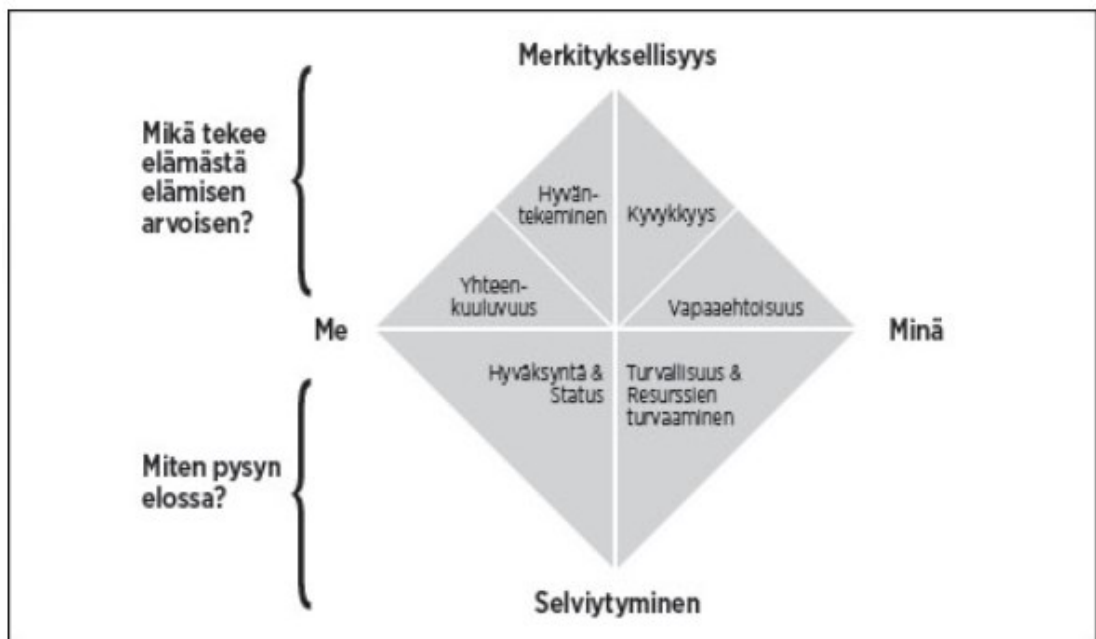 Merkityksellisyys
Mikä tekee
elämästä
elämisen
arvoisen?
Hyvän-
tekeminen
Kyvykkyys
Yhteen-
kuuluvuus
Vapaaehtoisuus
Me
Minä
Hyväksyntä &
Status
Turvallisuus &
Resurssien
turvaaminen
Miten pysyn
elossa?
Selviytyminen